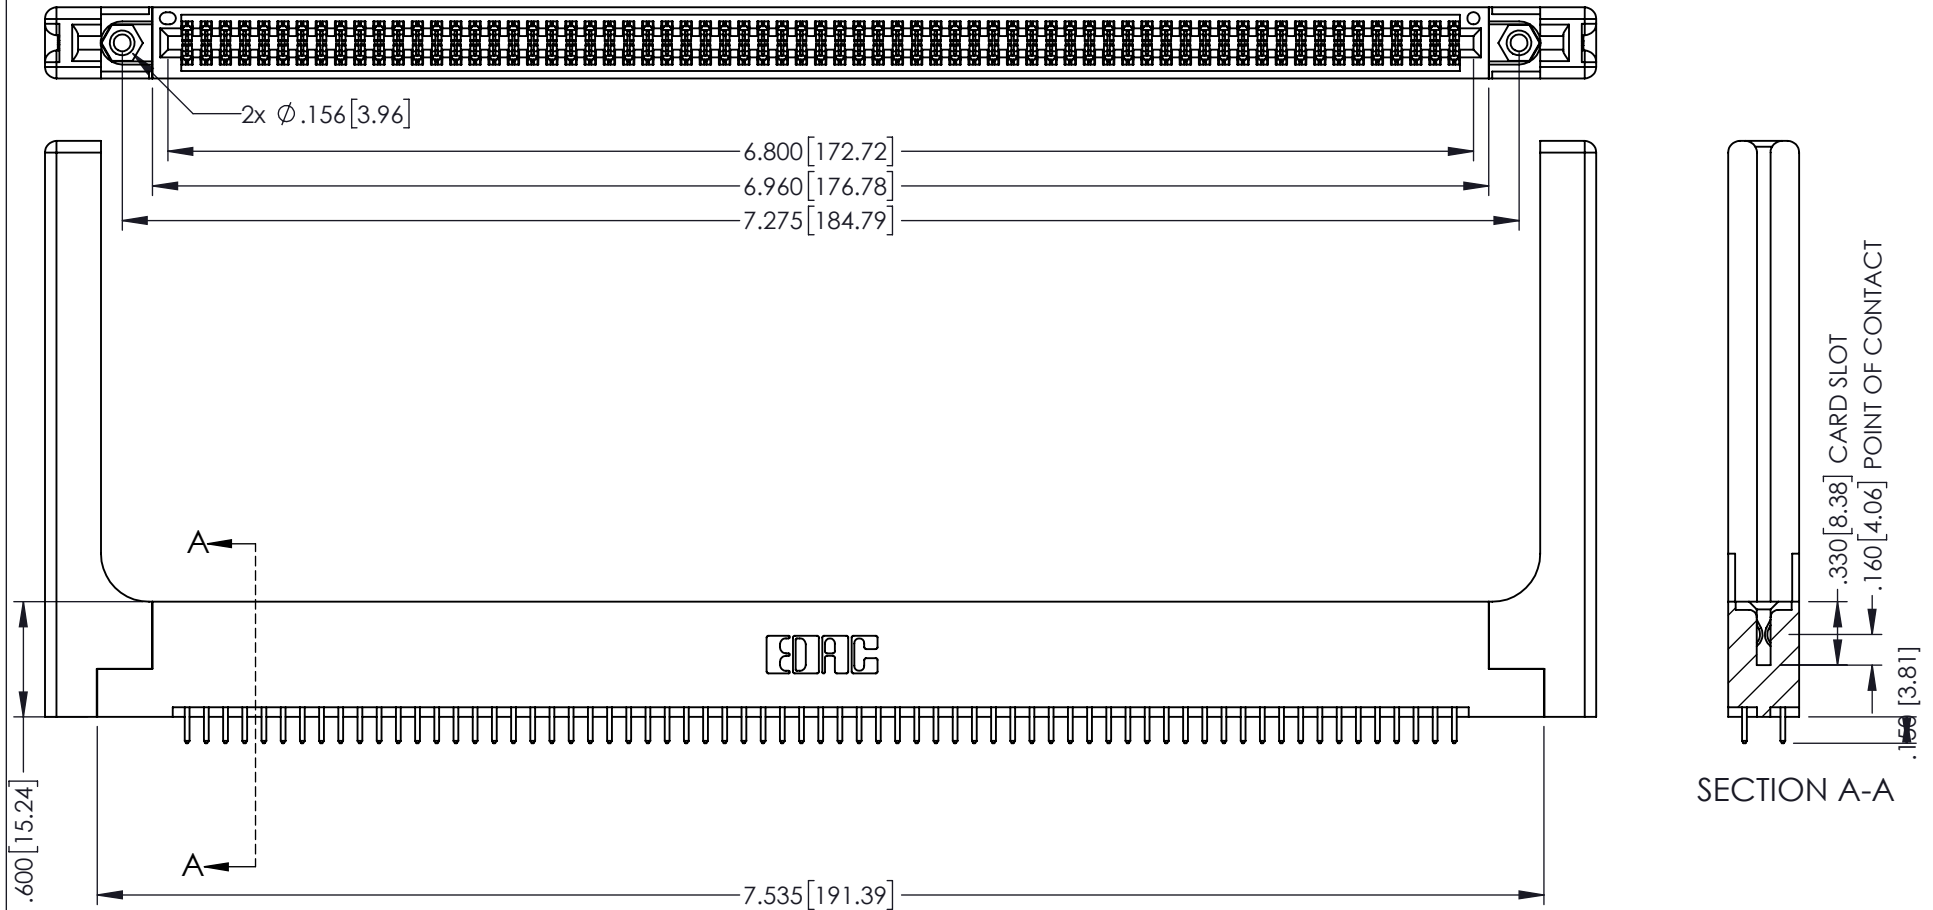 2x Ø.156[3.96]
6.800[172.72]
6.960[176.78]
7.275[184.79]
.330[8.38] CARD SLOT
.160[4.06] POINT OF CONTACT
A
EDAC
.150 [3.81]
SECTION A-A
.600[15.24]
A
7.535[191.39]